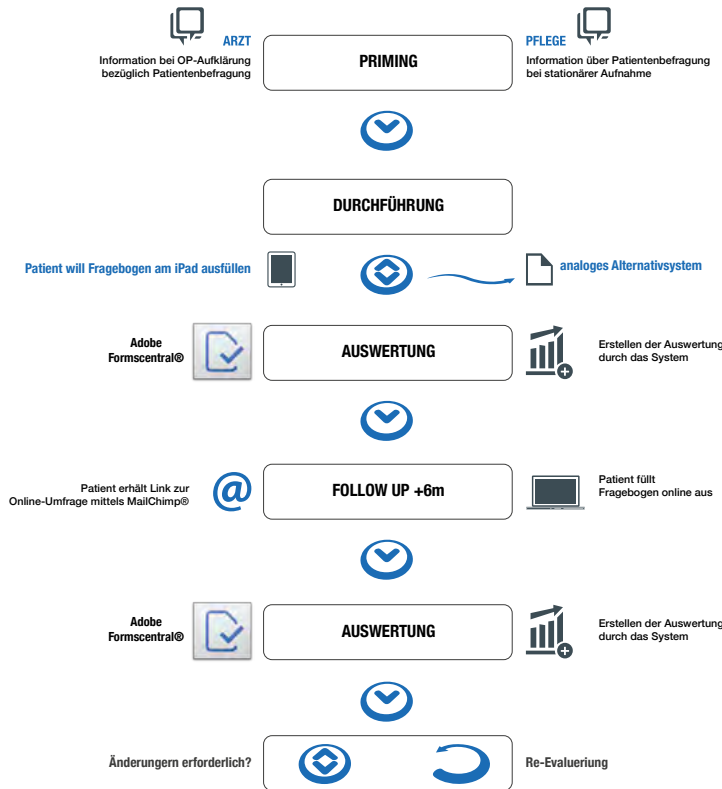 ARZT
Information bei OP-Aufklärung
bezüglich Patientenbefragung
PRIMING
PFLEGE
Information über Patientenbefragung
bei stationärer Aufnahme
DURCHFÜHRUNG
Patient will Fragebogen am iPad ausfüllen
analoges Alternativsystem
Adobe
Formscentral®
AUSWERTUNG
Erstellen der Auswertung
durch das System
Patient erhält Link zur
Online-Umfrage mittels MailChimp®
@
FOLLOW UP +6m
Patient füllt
Fragebogen online aus
Adobe
Formscentral®
AUSWERTUNG
Erstellen der Auswertung
durch das System
Änderungern erforderlich?
Re-Evalueriung